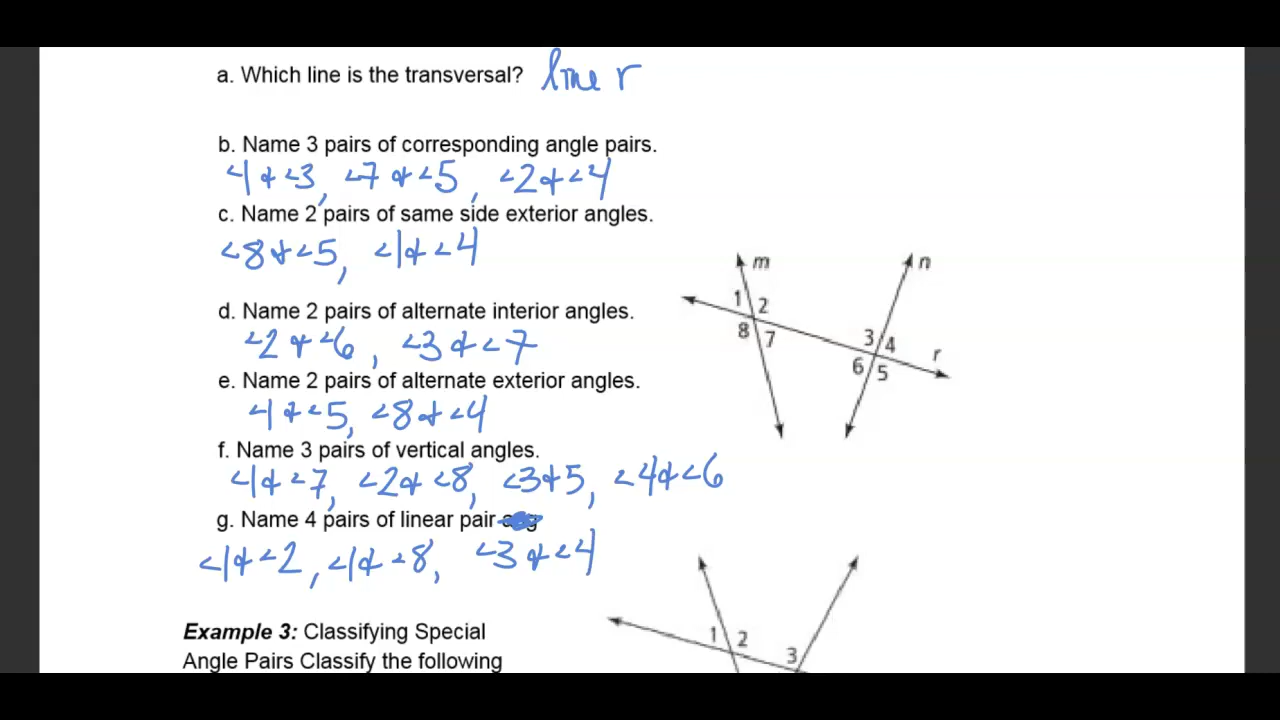 a. Which line is the transversal? line r
b. Name 3 pairs of corresponding angle pairs.
∠1 & ∠3, ∠7 & ∠5, ∠2 & ∠4
c. Name 2 pairs of same side exterior angles.
∠8 & ∠5, ∠1 & ∠4
m n
1 2
8 7
3 4
6 5
r
d. Name 2 pairs of alternate interior angles.
∠2 & ∠6, ∠3 & ∠7
e. Name 2 pairs of alternate exterior angles.
∠1 & ∠5, ∠8 & ∠4
f. Name 3 pairs of vertical angles.
∠1 & ∠7, ∠2 & ∠8, ∠3 & 5, ∠4 & ∠6
g. Name 4 pairs of linear pair
∠1 & ∠2, ∠1 & ∠8, ∠3 & ∠4
Example 3: Classifying Special
Angle Pairs Classify the following
1 2
3